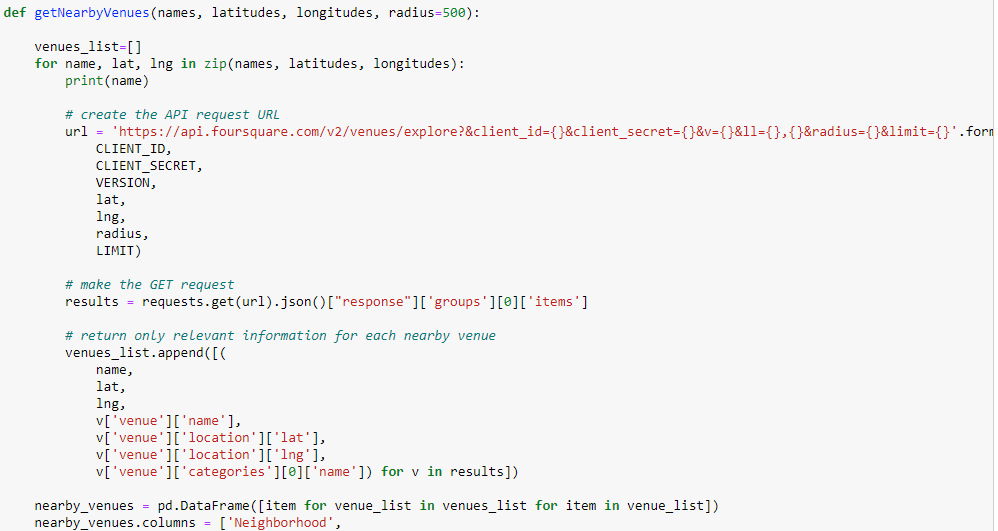 def getNearbyVenues(names, latitudes, longitudes, radius=500):
    venues_list=[]
    for name, lat, lng in zip(names, latitudes, longitudes):
        print(name)
        # create the API request URL
        url = 'https://api.foursquare.com/v2/venues/explore?&client_id={}&client_secret={}&v={}&ll={},{}&radius={}&limit={}'.form
            CLIENT_ID,
            CLIENT_SECRET,
            VERSION,
            lat,
            lng,
            radius,
            LIMIT)
        # make the GET request
        results = requests.get(url).json()["response"]['groups'][0]['items']
        # return only relevant information for each nearby venue
        venues_list.append([(
            name,
            lat,
            lng,
            v['venue']['name'],
            v['venue']['location']['lat'],
            v['venue']['location']['lng'],
            v['venue']['categories'][0]['name']) for v in results])
    nearby_venues = pd.DataFrame([item for venue_list in venues_list for item in venue_list])
    nearby_venues.columns = ['Neighborhood',